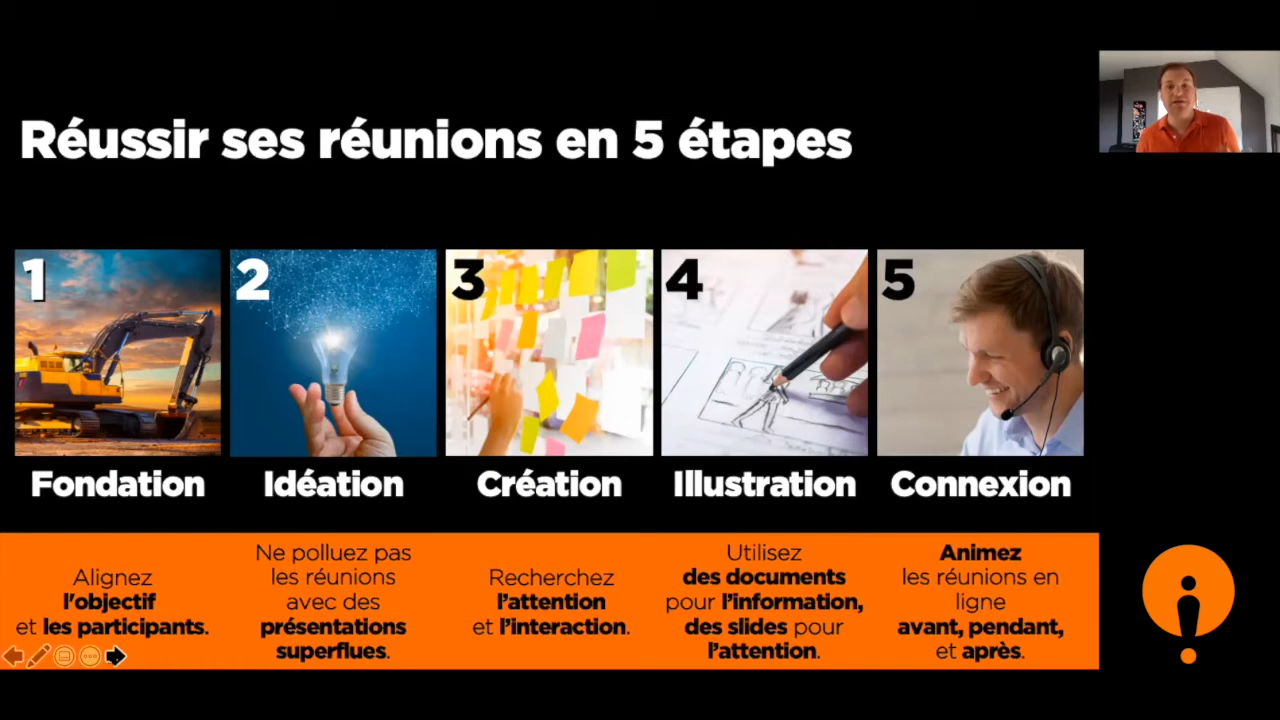 Réussir ses réunions en 5 étapes
1
2
3
4
5
Fondation
Idéation
Création
Illustration
Connexion
Alignez
l'objectif
et les participants.
Ne polluez pas
les réunions
avec des
présentations
superflues.
Recherchez
l’attention
et l’interaction.
Utilisez
des documents
pour l’information,
des slides pour
l’attention.
Animez
les réunions en
ligne
avant, pendant,
et après.